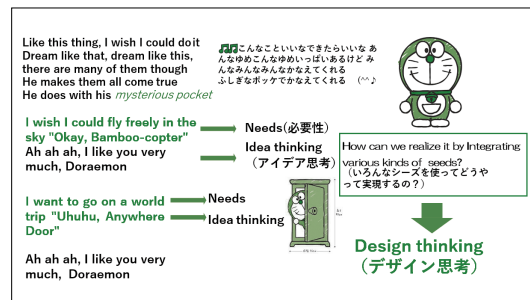 Like this thing, I wish I could do it
Dream like that, dream like this,
there are many of them though
He makes them all come true
He does with his mysterious pocket
🎵🎵こんなこといいなできたらいいな あ
んなゆめこんなゆめいっぱいあるけど み
んなみんなみんなかなえてくれる
ふしぎなポッケでかなえてくれる (^^♪
I wish I could fly freely in the
sky "Okay, Bamboo-copter"
Ah ah ah, I like you very
much, Doraemon
Needs(必要性)
Idea thinking
(アイデア思考)
I want to go on a world
trip "Uhuhu, Anywhere
Door"
Needs
Idea thinking
Ah ah ah, I like you very
much, Doraemon
How can we realize it by Integrating
various kinds of seeds?
(いろんなシーズを使ってどうや
って実現するの？)
Design thinking
(デザイン思考)